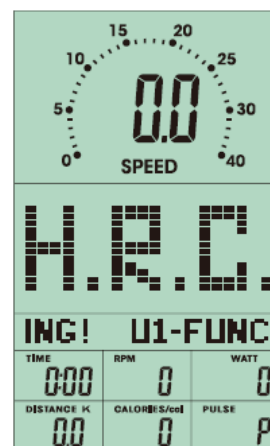 15 20
10 25
5 0.0 30
0 SPEED 40
H.R.C.
ING! U1-FUNC
TIME RPM WATT
0:00 0 0
DISTANCE K CALORIES/cal PULSE
0.0 0 P